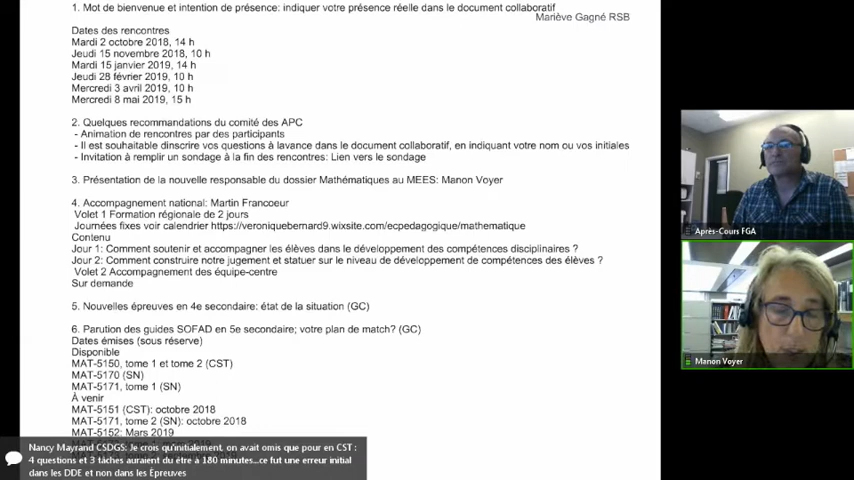 1. Mot de bienvenue et intention de présence: indiquer votre présence réelle dans le document collaboratif
Mariève Gagné RSB
Dates des rencontres
Mardi 2 octobre 2018, 14 h
Jeudi 15 novembre 2018, 10 h
Mardi 15 janvier 2019, 14 h
Jeudi 28 février 2019, 10 h
Mercredi 3 avril 2019, 10 h
Mercredi 8 mai 2019, 15 h
2. Quelques recommandations du comité des APC
- Animation de rencontres par des participants
- Il est souhaitable dinscrire vos questions à lavance dans le document collaboratif, en indiquant votre nom ou vos initiales
- Invitation à remplir un sondage à la fin des rencontres: Lien vers le sondage
3. Présentation de la nouvelle responsable du dossier Mathématiques au MEES: Manon Voyer
4. Accompagnement national: Martin Francoeur
Volet 1 Formation régionale de 2 jours
Journées fixes voir calendrier https://veroniquebernard9.wixsite.com/ecpedagogique/mathematique
Contenu
Jour 1: Comment soutenir et accompagner les élèves dans le développement des compétences disciplinaires ?
Jour 2: Comment construire notre jugement et statuer sur le niveau de développement de compétences des élèves ?
Volet 2 Accompagnement des équipe-centre
Sur demande
5. Nouvelles épreuves en 4e secondaire: état de la situation (GC)
6. Parution des guides SOFAD en 5e secondaire; votre plan de match? (GC)
Dates émises (sous réserve)
Disponible
MAT-5150, tome 1 et tome 2 (CST)
MAT-5170 (SN)
MAT-5171, tome 1 (SN)
À venir
MAT-5151 (CST): octobre 2018
MAT-5171, tome 2 (SN): octobre 2018
MAT-5152: Mars 2019
Nancy Mayrand CSDGS: Je crois qu'initialement, on avait omis que pour en CST :
4 questions et 3 tâches auraient du être à 180 minutes...ce fut une erreur initial
dans les DDE et non dans les Épreuves
Après-Cours FGA
Manon Voyer